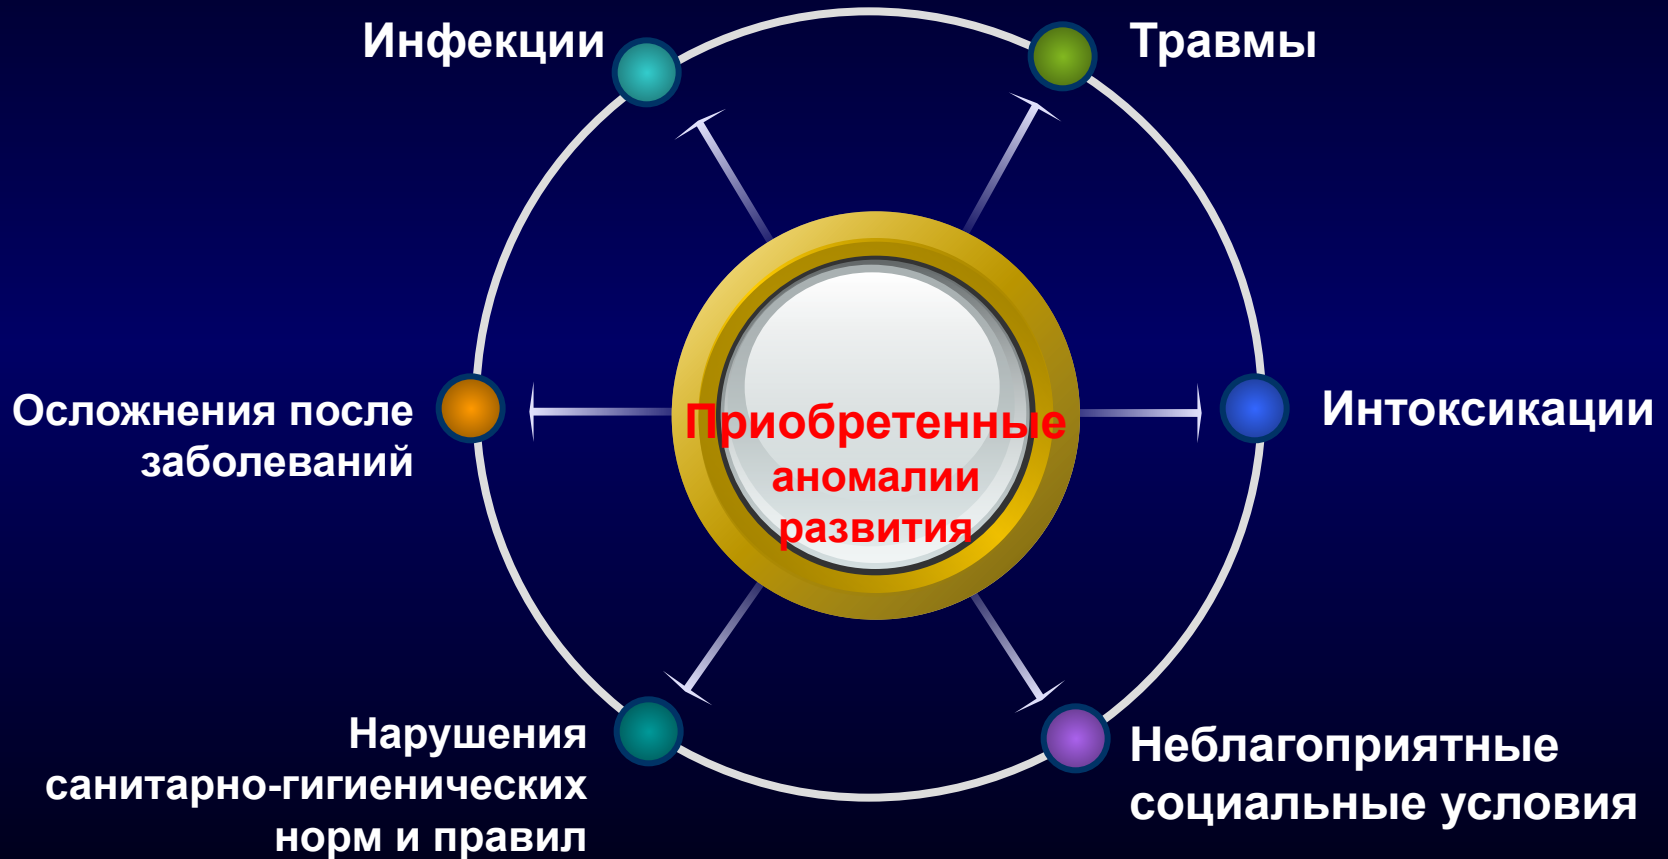 Инфекции
Травмы
Осложнения после
заболеваний
Приобретенные
аномалии
развития
Интоксикации
Нарушения
санитарно-гигиенических
норм и правил
Неблагоприятные
социальные условия